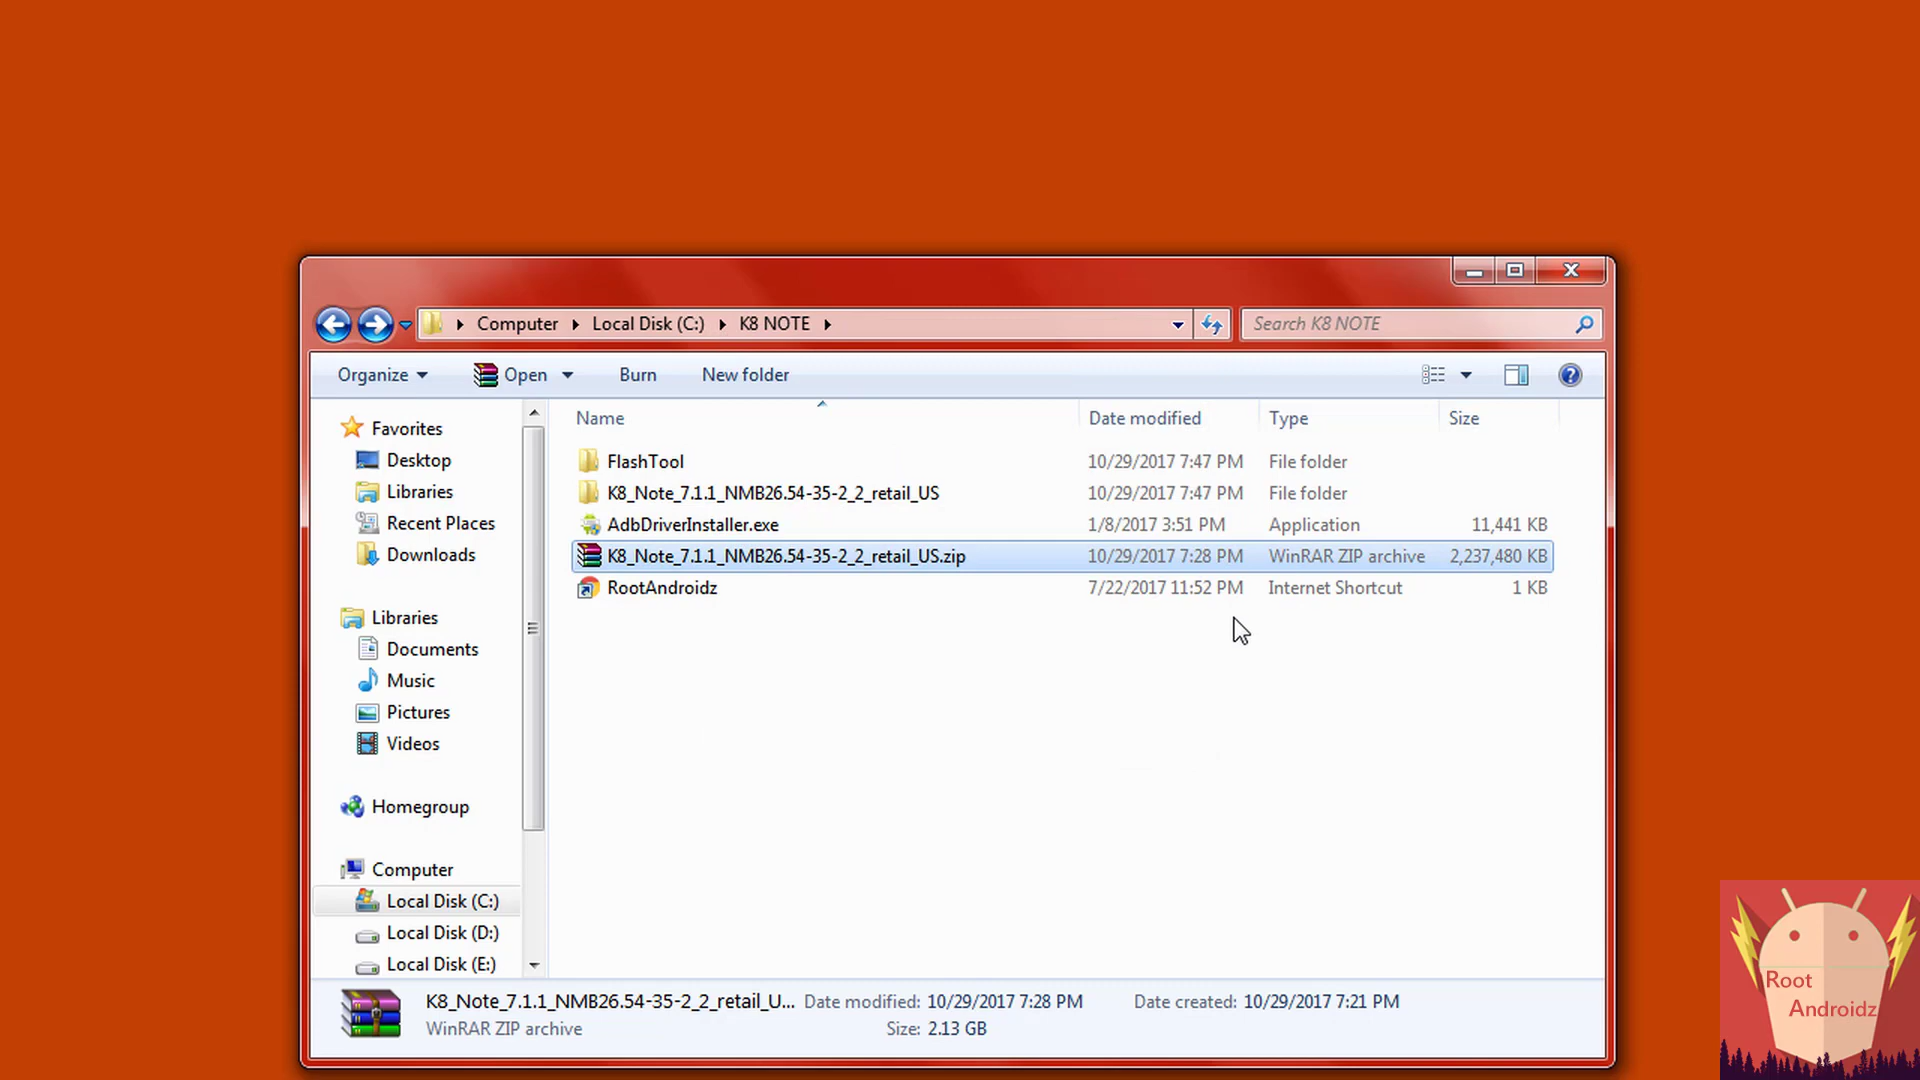 Computer Local Disk (C:) K8 NOTE Search K8 NOTE
Organize Open Burn New folder
Name Date modified Type Size
Favorites
Desktop
Libraries
Recent Places
Downloads
Libraries
Documents
Music
Pictures
Videos
Homegroup
Computer
Local Disk (C:)
Local Disk (D:)
Local Disk (E:)
FlashTool 10/29/2017 7:47 PM File folder
K8_Note_7.1.1_NMB26.54-35-2_2_retail_US 10/29/2017 7:47 PM File folder
AdbDriverInstaller.exe 1/8/2017 3:51 PM Application 11,441 KB
K8_Note_7.1.1_NMB26.54-35-2_2_retail_US.zip 10/29/2017 7:28 PM WinRAR ZIP archive 2,237,480 KB
RootAndroidz 7/22/2017 11:52 PM Internet Shortcut 1 KB
K8_Note_7.1.1_NMB26.54-35-2_2_retail_U... Date modified: 10/29/2017 7:28 PM Date created: 10/29/2017 7:21 PM
WinRAR ZIP archive Size: 2.13 GB
Root
Androidz